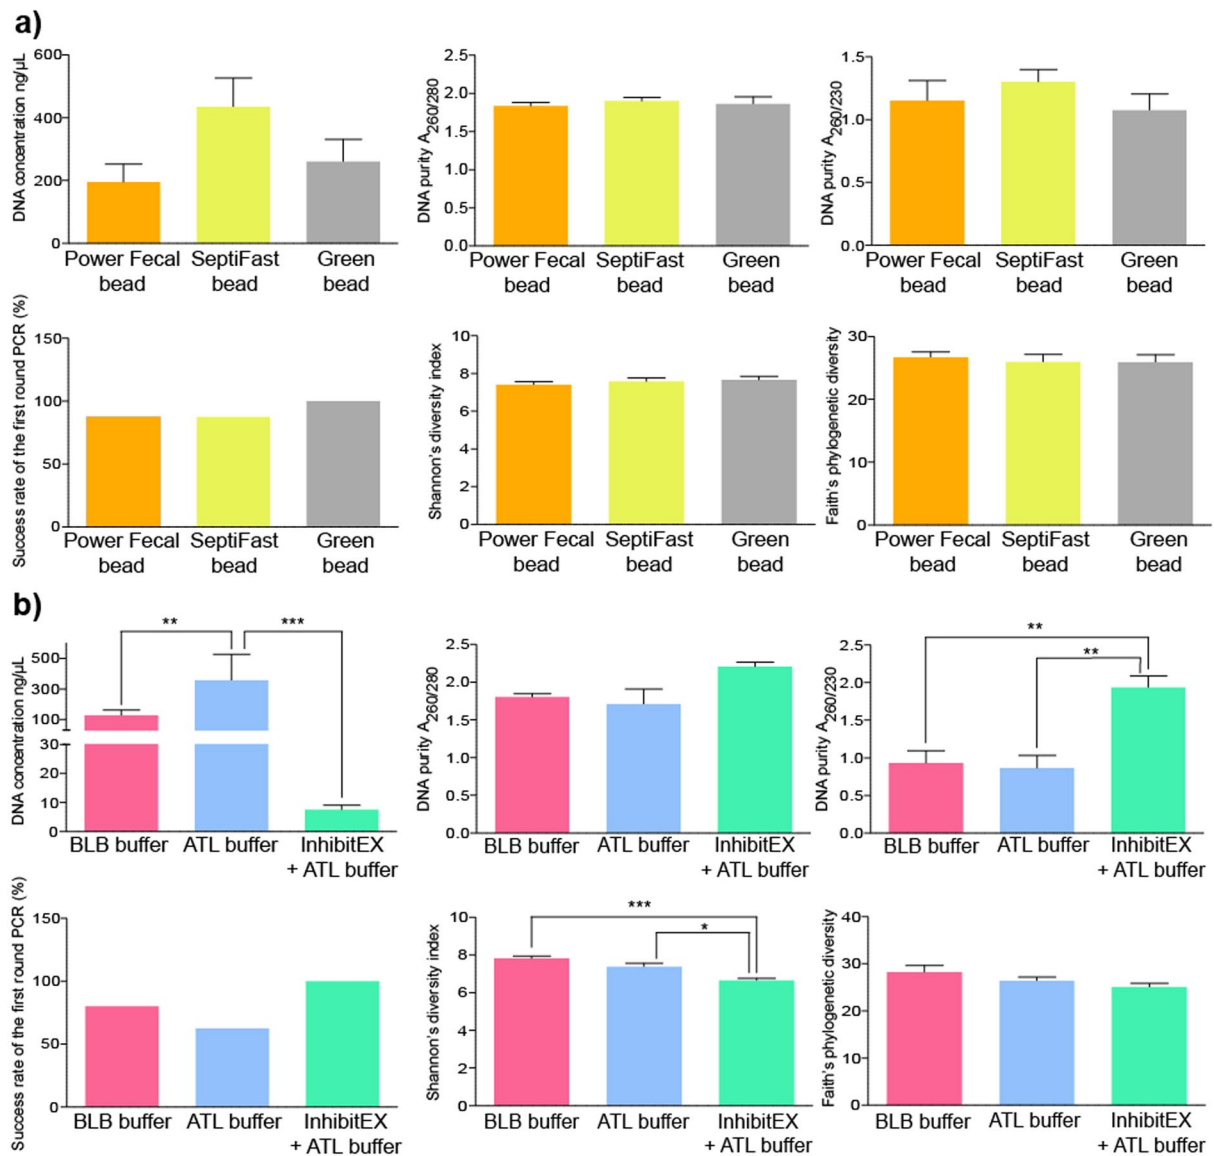 a)
DNA concentration ng/µL
600
400
200
0
Power Fecal bead
SeptiFast bead
Green bead
DNA purity A260/280
2.5
2.0
1.5
1.0
0.5
0.0
Power Fecal bead
SeptiFast bead
Green bead
DNA purity A260/230
1.5
1.0
0.5
0.0
Power Fecal bead
SeptiFast bead
Green bead
Success rate of the first round PCR (%)
150
100
50
0
Power Fecal bead
SeptiFast bead
Green bead
Shannon's diversity index
10
8
6
4
2
0
Power Fecal bead
SeptiFast bead
Green bead
Faith's phylogenetic diversity
30
20
10
0
Power Fecal bead
SeptiFast bead
Green bead
b)
DNA concentration ng/µL
500
300
100
30
20
10
0
**
***
BLB buffer
ATL buffer
InhibitEX
+ ATL buffer
DNA purity A260/280
2.5
2.0
1.5
1.0
0.5
0.0
BLB buffer
ATL buffer
InhibitEX
+ ATL buffer
DNA purity A260/230
2.5
2.0
1.5
1.0
0.5
0.0
**
**
BLB buffer
ATL buffer
InhibitEX
+ ATL buffer
Success rate of the first round PCR (%)
150
100
50
0
BLB buffer
ATL buffer
InhibitEX
+ ATL buffer
Shannon's diversity index
10
8
6
4
2
0
***
*
BLB buffer
ATL buffer
InhibitEX
+ ATL buffer
Faith's phylogenetic diversity
40
30
20
10
0
BLB buffer
ATL buffer
InhibitEX
+ ATL buffer